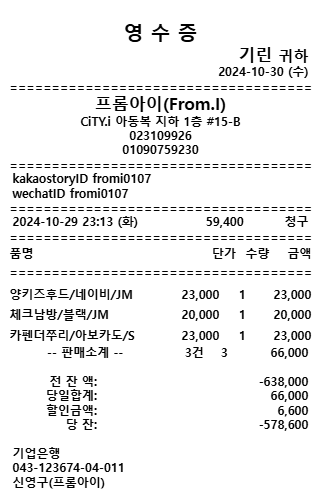 영 수 증
기린 귀하
2024-10-30 (수)
프롬아이(From.I)
CiTY.i 아동복 지하 1층 #15-B
023109926
01090759230
kakaostoryID fromi0107
wechatID fromi0107
2024-10-29 23:13 (화) 59,400 청구
품명 단가 수량 금액
양키즈후드/네이비/JM 23,000 1 23,000
체크남방/블랙/JM 20,000 1 20,000
카펜더쭈리/아보카도/S 23,000 1 23,000
-- 판매소계 -- 3건 3 66,000
전 잔 액: -638,000
당일합계: 66,000
할인금액: 6,600
당 잔: -578,600
기업은행
043-123674-04-011
신영구(프롬아이)